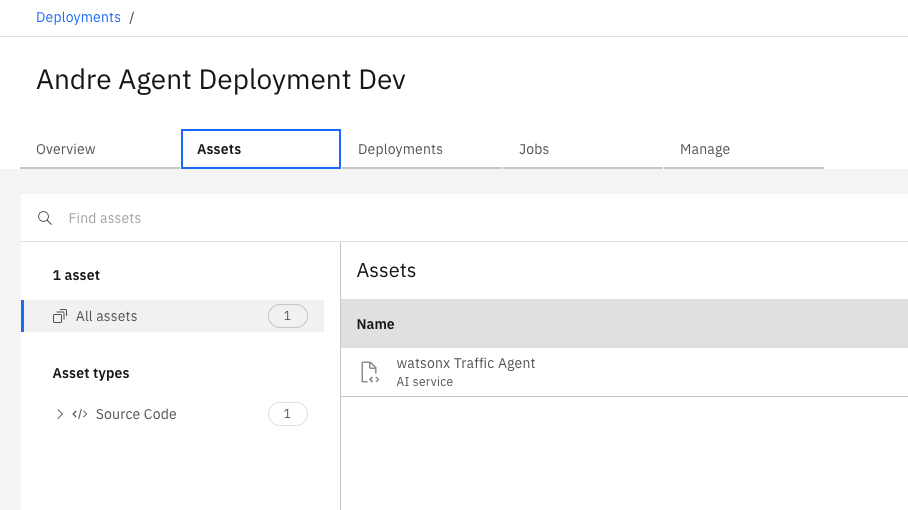 Deployments /
Andre Agent Deployment Dev
Overview Assets Deployments Jobs Manage
Find assets
1 asset
All assets 1
Asset types
</> Source Code 1
Assets
Name
watsonx Traffic Agent
AI service